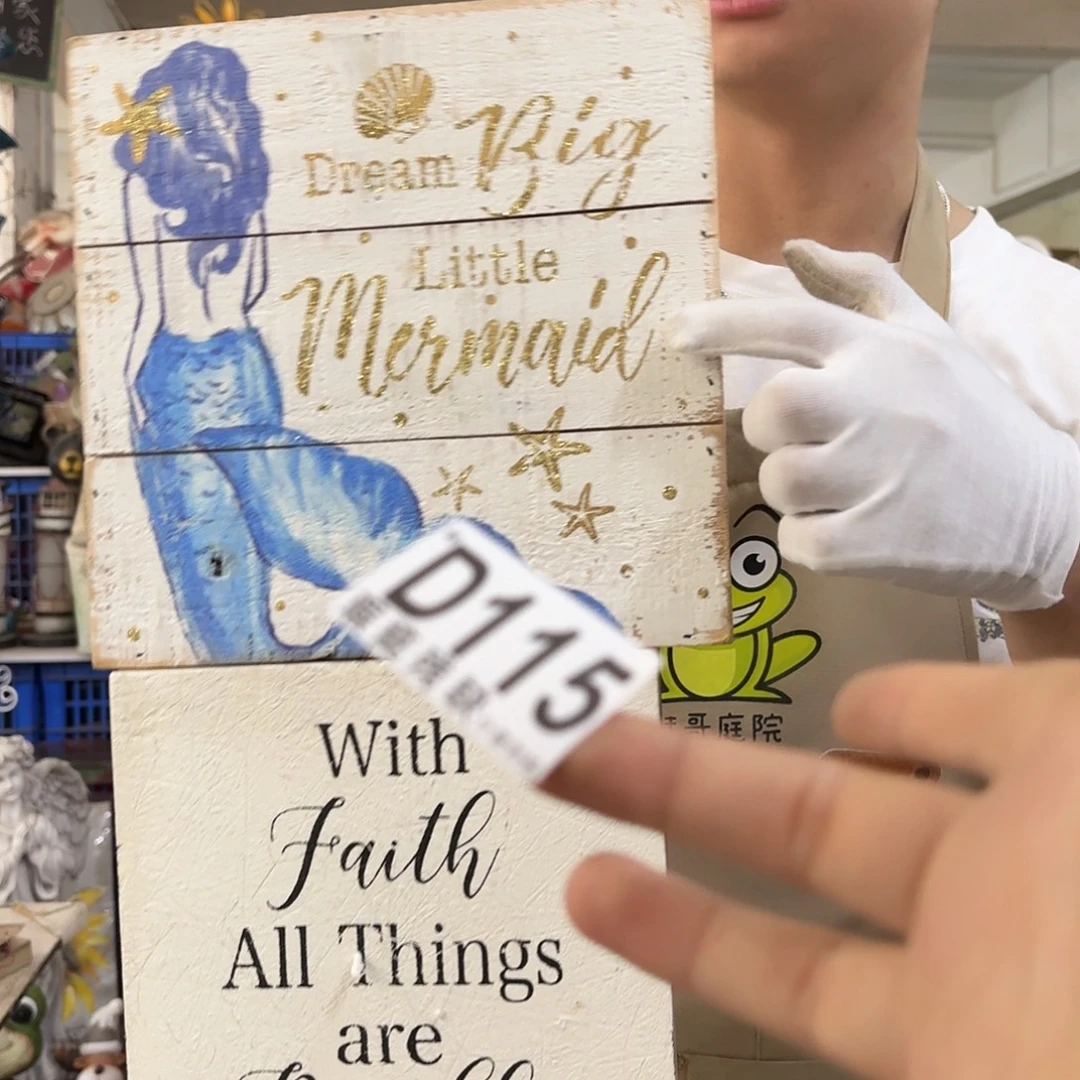 Dream Big
Little
Mermaid
D115
哥庭院
With
Faith
All Things
are